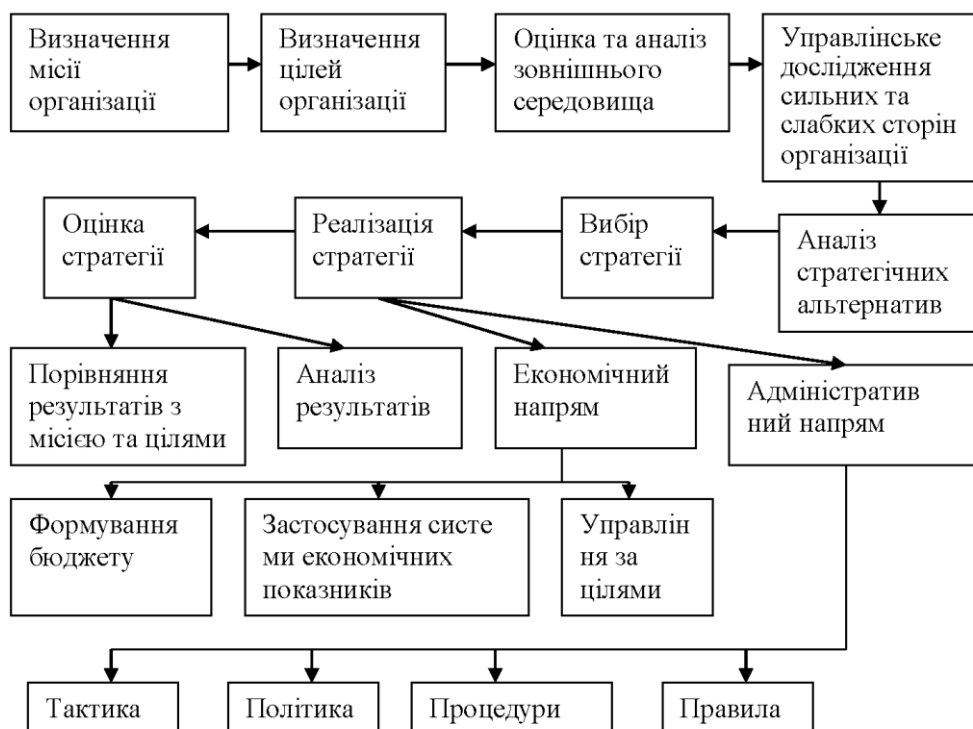 Визначення
місії
організації
Визначення
цілей
організації
Оцінка та аналіз
зовнішнього
середовища
Управлінське
дослідження
сильних та
слабких сторін
організації
Оцінка
стратегії
Реалізація
стратегії
Вибір
стратегії
Аналіз
стратегічних
альтернатив
Порівняння
результатів з
місією та цілями
Аналіз
результатів
Економічний
напрям
Адміністратив
ний напрям
Формування
бюджету
Застосування систе
ми економічних
показників
Управлін
ня за
цілями
Тактика
Політика
Процедури
Правила